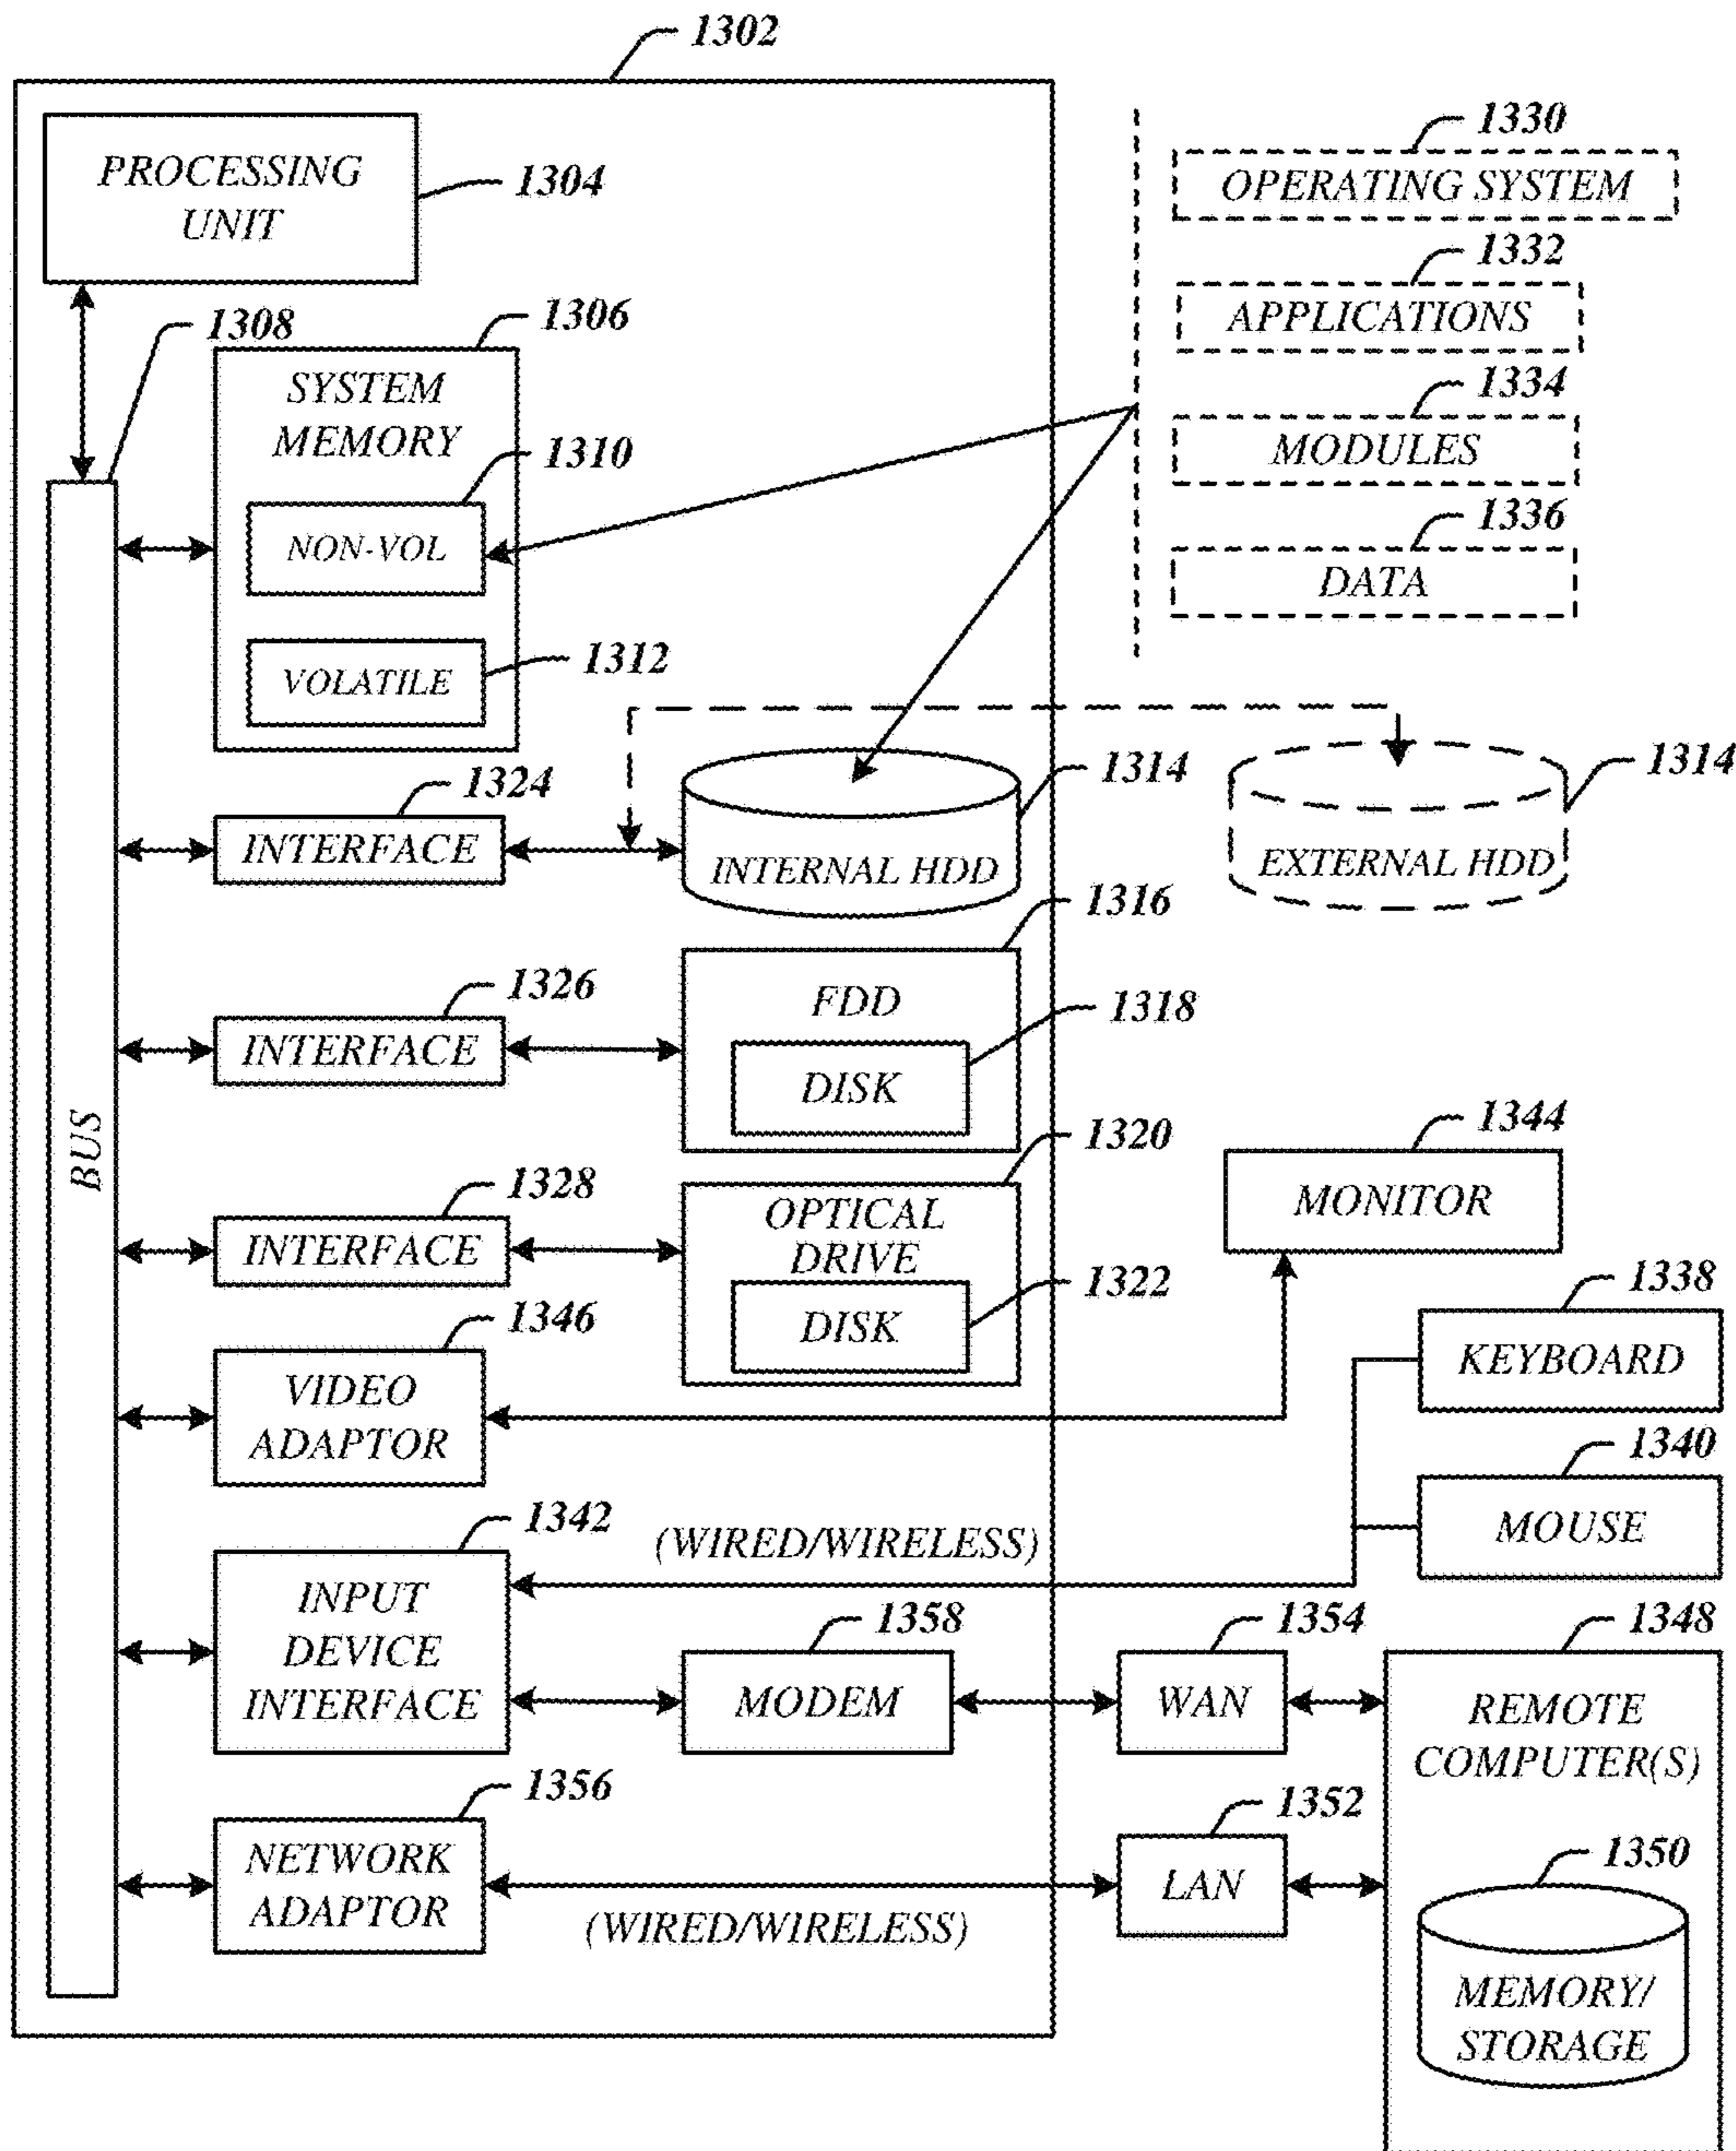 1302
PROCESSING
UNIT
1304
1308
1306
SYSTEM
MEMORY
1310
NON-VOL
VOLATILE
1312
1330
OPERATING SYSTEM
1332
APPLICATIONS
1334
MODULES
1336
DATA
BUS
1324
INTERFACE
INTERNAL HDD
1314
EXTERNAL HDD
1314
1326
INTERFACE
1316
FDD
DISK
1318
1328
INTERFACE
1320
OPTICAL
DRIVE
DISK
1322
1344
MONITOR
1346
VIDEO
ADAPTOR
1338
KEYBOARD
1340
MOUSE
1342
INPUT
DEVICE
INTERFACE
(WIRED/WIRELESS)
1358
MODEM
1354
WAN
1348
REMOTE
COMPUTER(S)
1356
NETWORK
ADAPTOR
(WIRED/WIRELESS)
1352
LAN
1350
MEMORY/
STORAGE